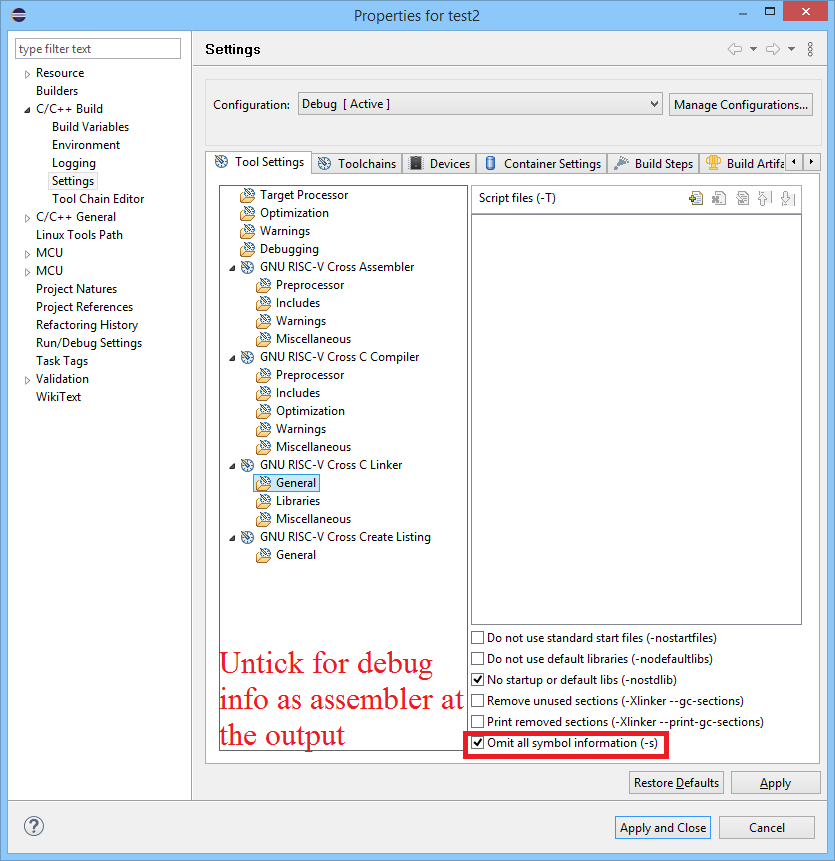 Properties for test2
type filter text
Resource
Builders
C/C++ Build
Build Variables
Environment
Logging
Settings
Tool Chain Editor
C/C++ General
Linux Tools Path
MCU
MCU
Project Natures
Project References
Refactoring History
Run/Debug Settings
Task Tags
Validation
WikiText
Settings
Configuration: Debug [ Active ] Manage Configurations...
Tool Settings Toolchains Devices Container Settings Build Steps Build Artifa
Target Processor
Optimization
Warnings
Debugging
GNU RISC-V Cross Assembler
Preprocessor
Includes
Warnings
Miscellaneous
GNU RISC-V Cross C Compiler
Preprocessor
Includes
Optimization
Warnings
Miscellaneous
GNU RISC-V Cross C Linker
General
Libraries
Miscellaneous
GNU RISC-V Cross Create Listing
General
Untick for debug
info as assembler at
the output
Script files (-T)
Do not use standard start files (-nostartfiles)
Do not use default libraries (-nodefaultlibs)
No startup or default libs (-nostdlib)
Remove unused sections (-Xlinker --gc-sections)
Print removed sections (-Xlinker --print-gc-sections)
Omit all symbol information (-s)
Restore Defaults Apply
Apply and Close Cancel